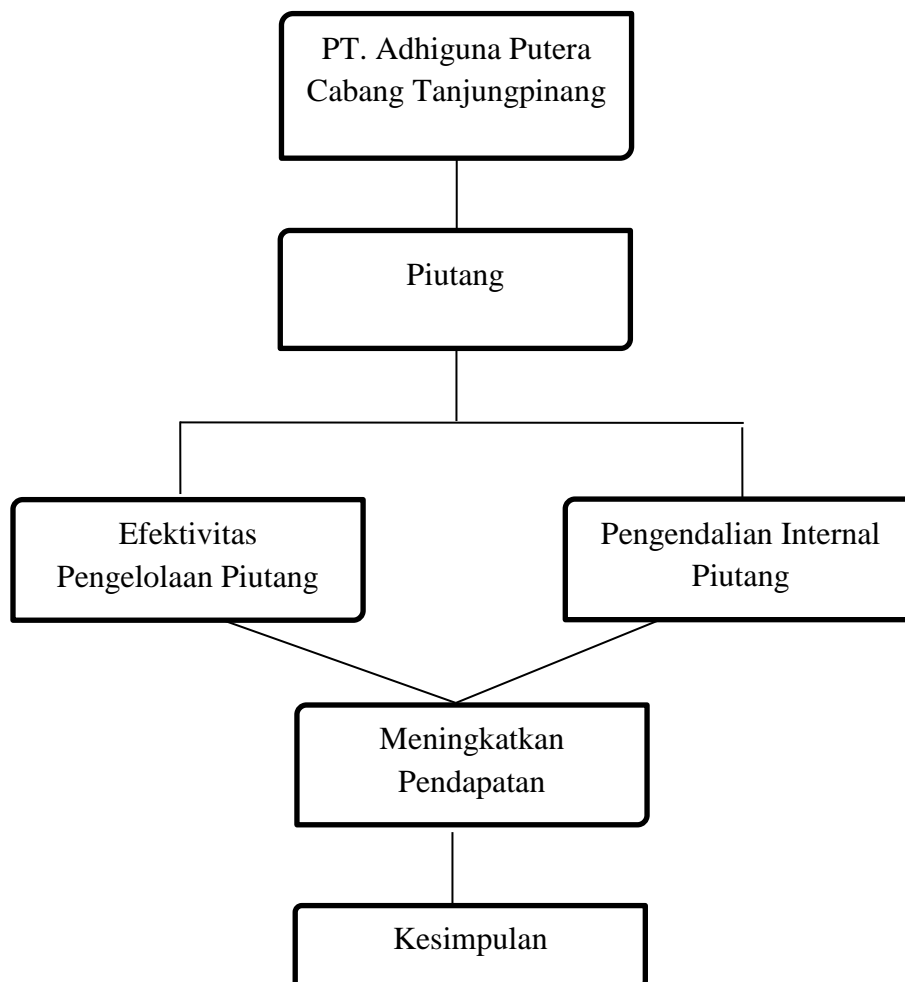 PT. Adhiguna Putera
Cabang Tanjungpinang
Piutang
Efektivitas
Pengelolaan Piutang
Pengendalian Internal
Piutang
Meningkatkan
Pendapatan
Kesimpulan